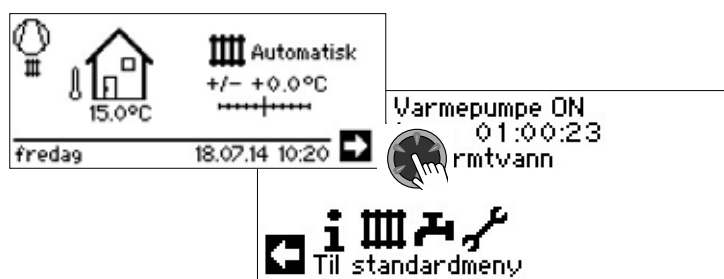 Automatisk
+/- +0.0°C
15.0°C
fredag 18.07.14 10:20
Varmepumpe ON
01:00:23
rmtvann
Til standardmeny